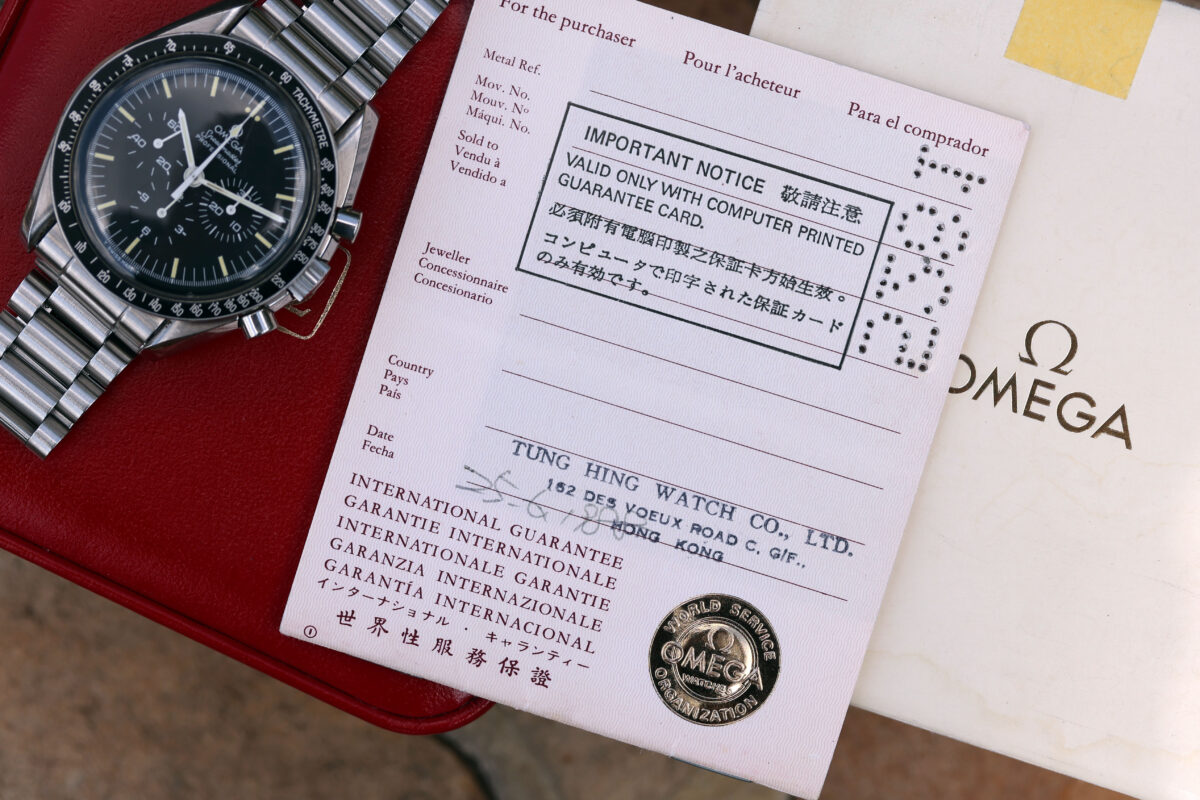 For the purchaser
Pour l'acheteur
Para el comprador
Metal Ref.
Mov. No.
Mouv. Nº
Máqui. No.
Sold to
Vendu à
Vendido a
IMPORTANT NOTICE 敬請注意
VALID ONLY WITH COMPUTER PRINTED
GUARANTEE CARD.
必須附有電腦印製之保証卡方始生效。
コンピュータで印字された保証カード
のみ有効です。
Jeweller
Concessionnaire
Concesionario
Country
Pays
País
Date
Fecha
TUNG HING WATCH CO., LTD.
162 DES VOEUX ROAD C. G/F.,
HONG KONG
INTERNATIONAL GUARANTEE
GARANTIE INTERNATIONALE
INTERNATIONALE GARANTIE
GARANZIA INTERNAZIONALE
GARANTÍA INTERNACIONAL
インターナショナル・ギャランティー
世界性服務保證
WORLD SERVICE
Ω
OMEGA
WATCHES
ORGANIZATION
Ω
OMEGA
TACHYMETRE
OMEGA
Speedmaster
PROFESSIONAL